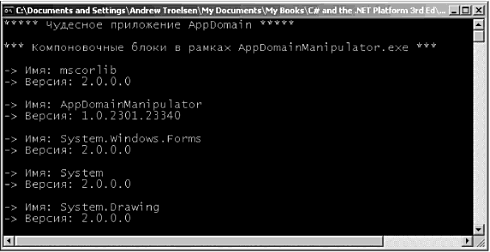 C:\Documents and Settings\Andrew Troelsen\My Documents\My Books\C# and the .NET Platform 3rd Ed\...
***** Чудесное приложение AppDomain *****
*** Компоновочные блоки в рамках AppDomainManipulator.exe ***
-> Имя: mscorlib
-> Версия: 2.0.0.0
-> Имя: AppDomainManipulator
-> Версия: 1.0.2301.23340
-> Имя: System.Windows.Forms
-> Версия: 2.0.0.0
-> Имя: System
-> Версия: 2.0.0.0
-> Имя: System.Drawing
-> Версия: 2.0.0.0